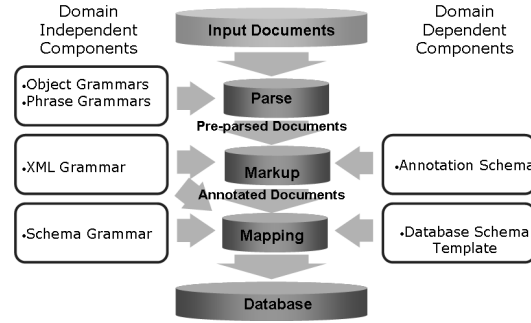 Domain
Independent
Components
Input Documents
Domain
Dependent
Components
•Object Grammars
•Phrase Grammars
Parse
Pre-parsed Documents
•XML Grammar
Markup
•Annotation Schema
Annotated Documents
•Schema Grammar
Mapping
•Database Schema
Template
Database